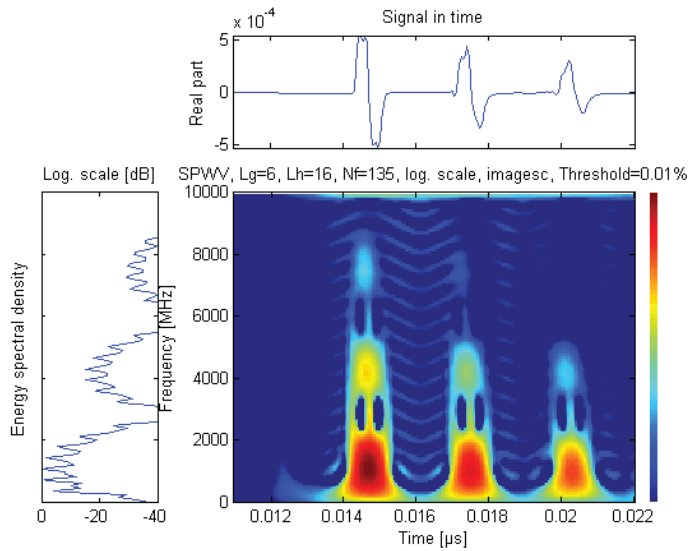 Signal in time
x 10⁻⁴
Real part
5
0
-5
Log. scale [dB]
SPWV, Lg=6, Lh=16, Nf=135, log. scale, imagesc, Threshold=0.01%
Energy spectral density
0
-20
-40
Frequency [MHz]
10000
8000
6000
4000
2000
0
0.012
0.014
0.016
0.018
0.02
0.022
Time [µs]